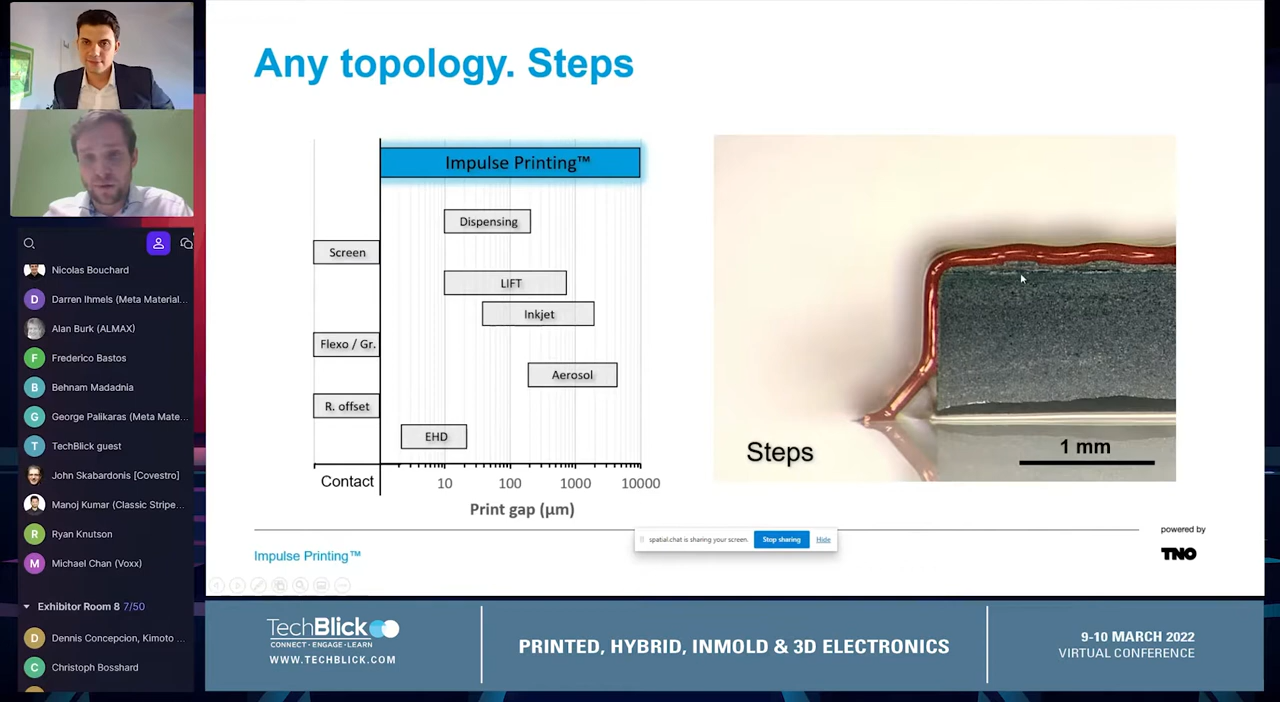 Any topology. Steps
Impulse Printing™
Dispensing
Screen
LIFT
Inkjet
Flexo / Gr.
Aerosol
R. offset
EHD
Contact
10
100
1000
10000
Print gap (µm)
Steps
1 mm
Impulse Printing™
powered by
TNO
spatial.chat is sharing your screen.
Stop sharing
Hide
Nicolas Bouchard
D
Darren Ihmels (Meta Material...
Alan Burk (ALMAX)
F
Frederico Bastos
B
Behnam Madadnia
G
George Palikaras (Meta Mate...
T
TechBlick guest
John Skabardonis [Covestro]
Manoj Kumar (Classic Stripe...
R
Ryan Knutson
M
Michael Chan (Voxx)
Exhibitor Room 8 7/50
D
Dennis Concepcion, Kimoto ...
C
Christoph Bosshard
TechBlick
CONNECT • ENGAGE • LEARN
WWW.TECHBLICK.COM
PRINTED, HYBRID, INMOLD & 3D ELECTRONICS
9-10 MARCH 2022
VIRTUAL CONFERENCE